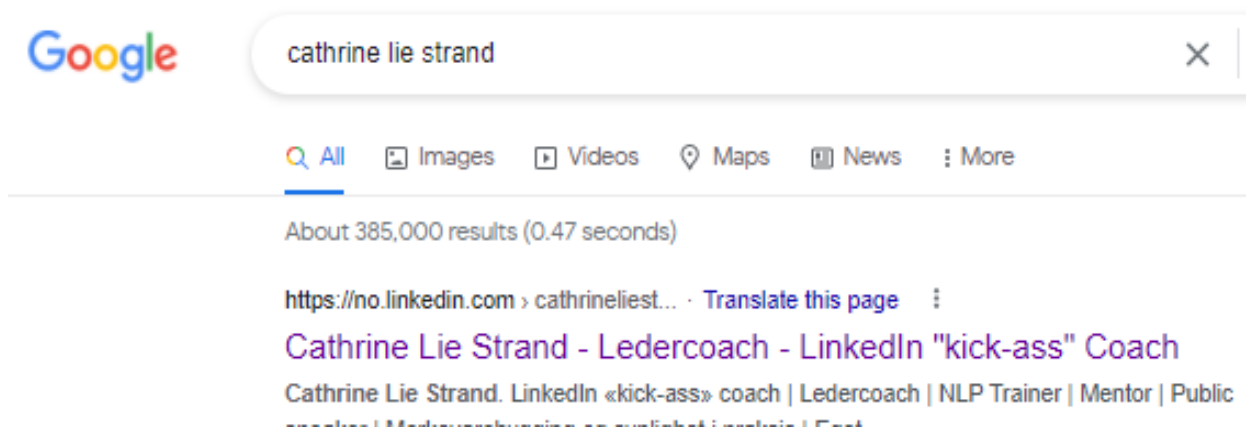 Google
cathrine lie strand
All Images Videos Maps News More
About 385,000 results (0.47 seconds)
https://no.linkedin.com › cathrineliest... · Translate this page
Cathrine Lie Strand - Ledercoach - LinkedIn "kick-ass" Coach
Cathrine Lie Strand. LinkedIn «kick-ass» coach | Ledercoach | NLP Trainer | Mentor | Public